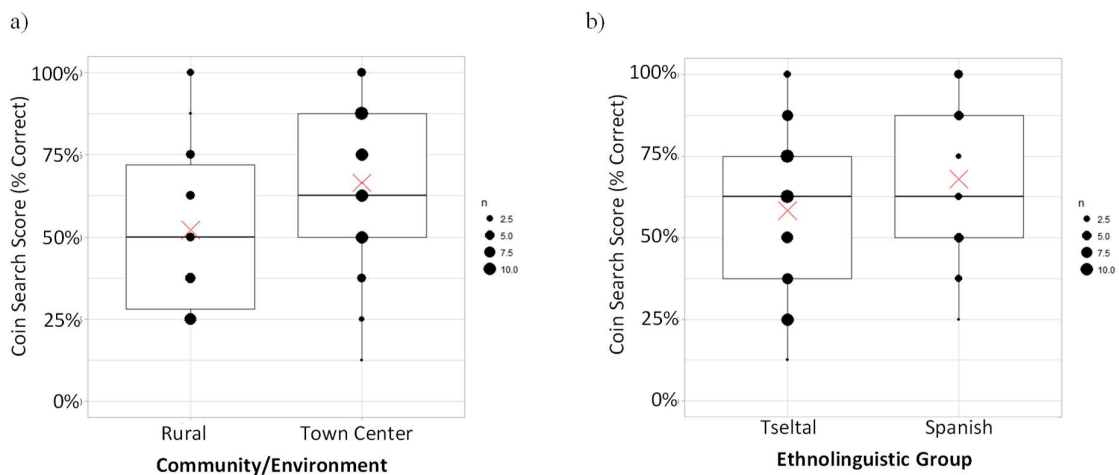 a)
Coin Search Score (% Correct)
100%
75%
50%
25%
0%
Rural
Town Center
Community/Environment
n
2.5
5.0
7.5
10.0
b)
Coin Search Score (% Correct)
100%
75%
50%
25%
0%
Tseltal
Spanish
Ethnolinguistic Group
n
2.5
5.0
7.5
10.0